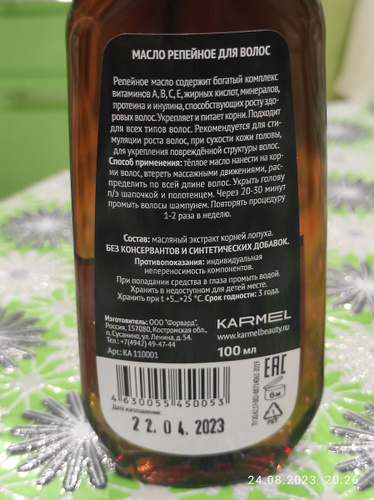 МАСЛО РЕПЕЙНОЕ ДЛЯ ВОЛОС
Репейное масло содержит богатый комплекс
витаминов А, В, С, Е, жирных кислот, минералов,
протеина и инулина, способствующих росту здо-
ровых волос. Укрепляет и питает корни. Подходит
для всех типов волос. Рекомендуется для сти-
муляции роста волос, при сухости кожи головы,
для укрепления повреждённой структуры волос.
Способ применения: тёплое масло нанести на кор-
ни волос, втереть массажными движениями, рас-
пределить по всей длине волос. Укрыть голову
п/э шапочкой и полотенцем. Через 20-30 минут
промыть волосы шампунем. Повторять процедуру
1-2 раза в неделю.
Состав: масляный экстракт корней лопуха.
БЕЗ КОНСЕРВАНТОВ И СИНТЕТИЧЕСКИХ ДОБАВОК.
Противопоказания: индивидуальная
непереносимость компонентов.
При попадании средства в глаза промыть водой.
Хранить в недоступном для детей месте.
Хранить при t +5...+25 °C. Срок годности: 3 года.
Изготовитель: ООО "Форвард".
Россия, 157080, Костромская обл.,
п. Сусанино, ул. Ленина, д. 54.
Тел.: +7(4942) 49-47-44
Арт.: КА 110001
KARMEL
www.karmelbeauty.ru
100 мл
EAC
4 630055 450053
Дата изготовления:
22.04.2023
6м
ПЭТ
24.08.2023 20:26